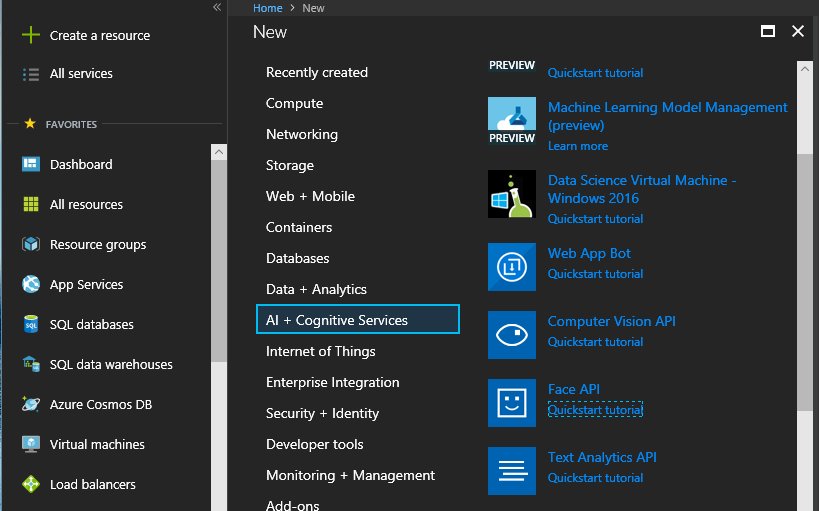 Home > New
New
Create a resource
All services
FAVORITES
Dashboard
All resources
Resource groups
App Services
SQL databases
SQL data warehouses
Azure Cosmos DB
Virtual machines
Load balancers
Recently created
Compute
Networking
Storage
Web + Mobile
Containers
Databases
Data + Analytics
AI + Cognitive Services
Internet of Things
Enterprise Integration
Security + Identity
Developer tools
Monitoring + Management
Add-ons
PREVIEW
Quickstart tutorial
PREVIEW
Machine Learning Model Management
(preview)
Learn more
Data Science Virtual Machine -
Windows 2016
Quickstart tutorial
Web App Bot
Quickstart tutorial
Computer Vision API
Quickstart tutorial
Face API
Quickstart tutorial
Text Analytics API
Quickstart tutorial